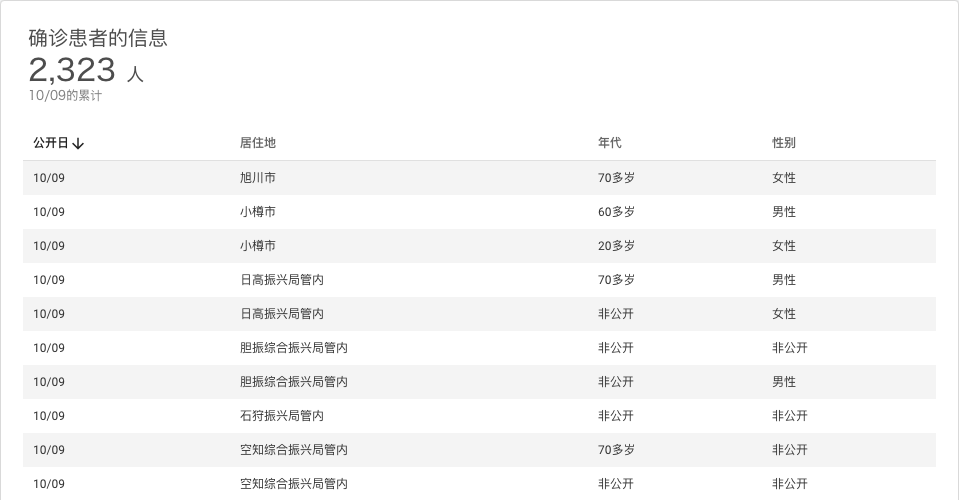 确诊患者的信息
2,323 人
10/09的累计
公开日↓ 居住地 年代 性别
10/09 旭川市 70多岁 女性
10/09 小樽市 60多岁 男性
10/09 小樽市 20多岁 女性
10/09 日高振兴局管内 70多岁 男性
10/09 日高振兴局管内 非公开 女性
10/09 胆振综合振兴局管内 非公开 非公开
10/09 胆振综合振兴局管内 非公开 男性
10/09 石狩振兴局管内 非公开 非公开
10/09 空知综合振兴局管内 70多岁 非公开
10/09 空知综合振兴局管内 非公开 非公开